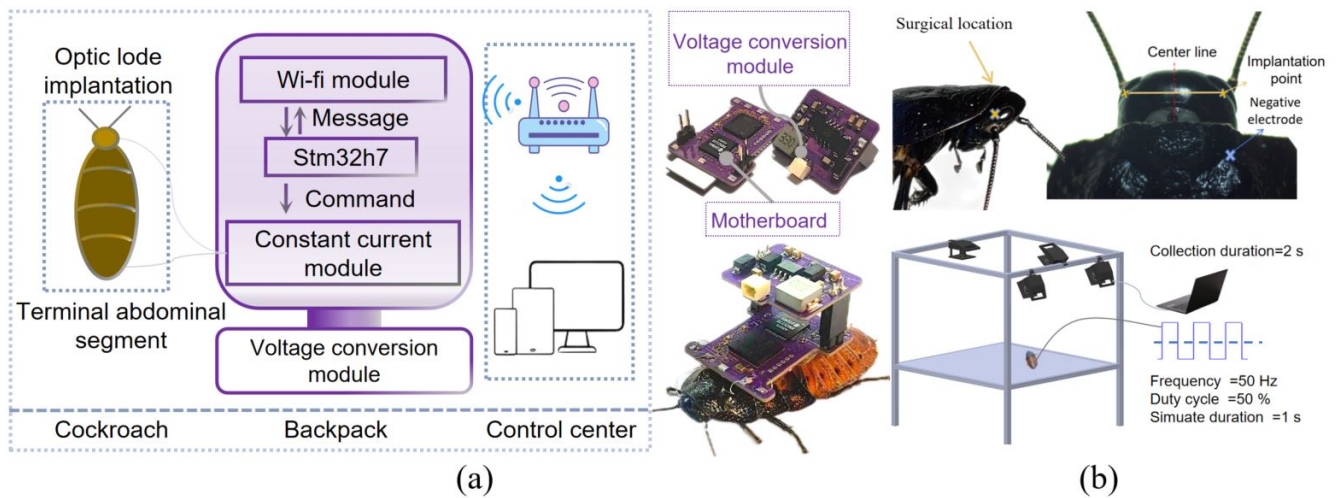 Optic lode
implantation
Terminal abdominal
segment
Wi-fi module
Message
Stm32h7
Command
Constant current
module
Voltage conversion
module
Cockroach
Backpack
Control center
Voltage conversion
module
Motherboard
(a)
Surgical location
Center line
Implantation
point
Negative
electrode
Collection duration=2 s
Frequency =50 Hz
Duty cycle =50 %
Simuate duration =1 s
(b)